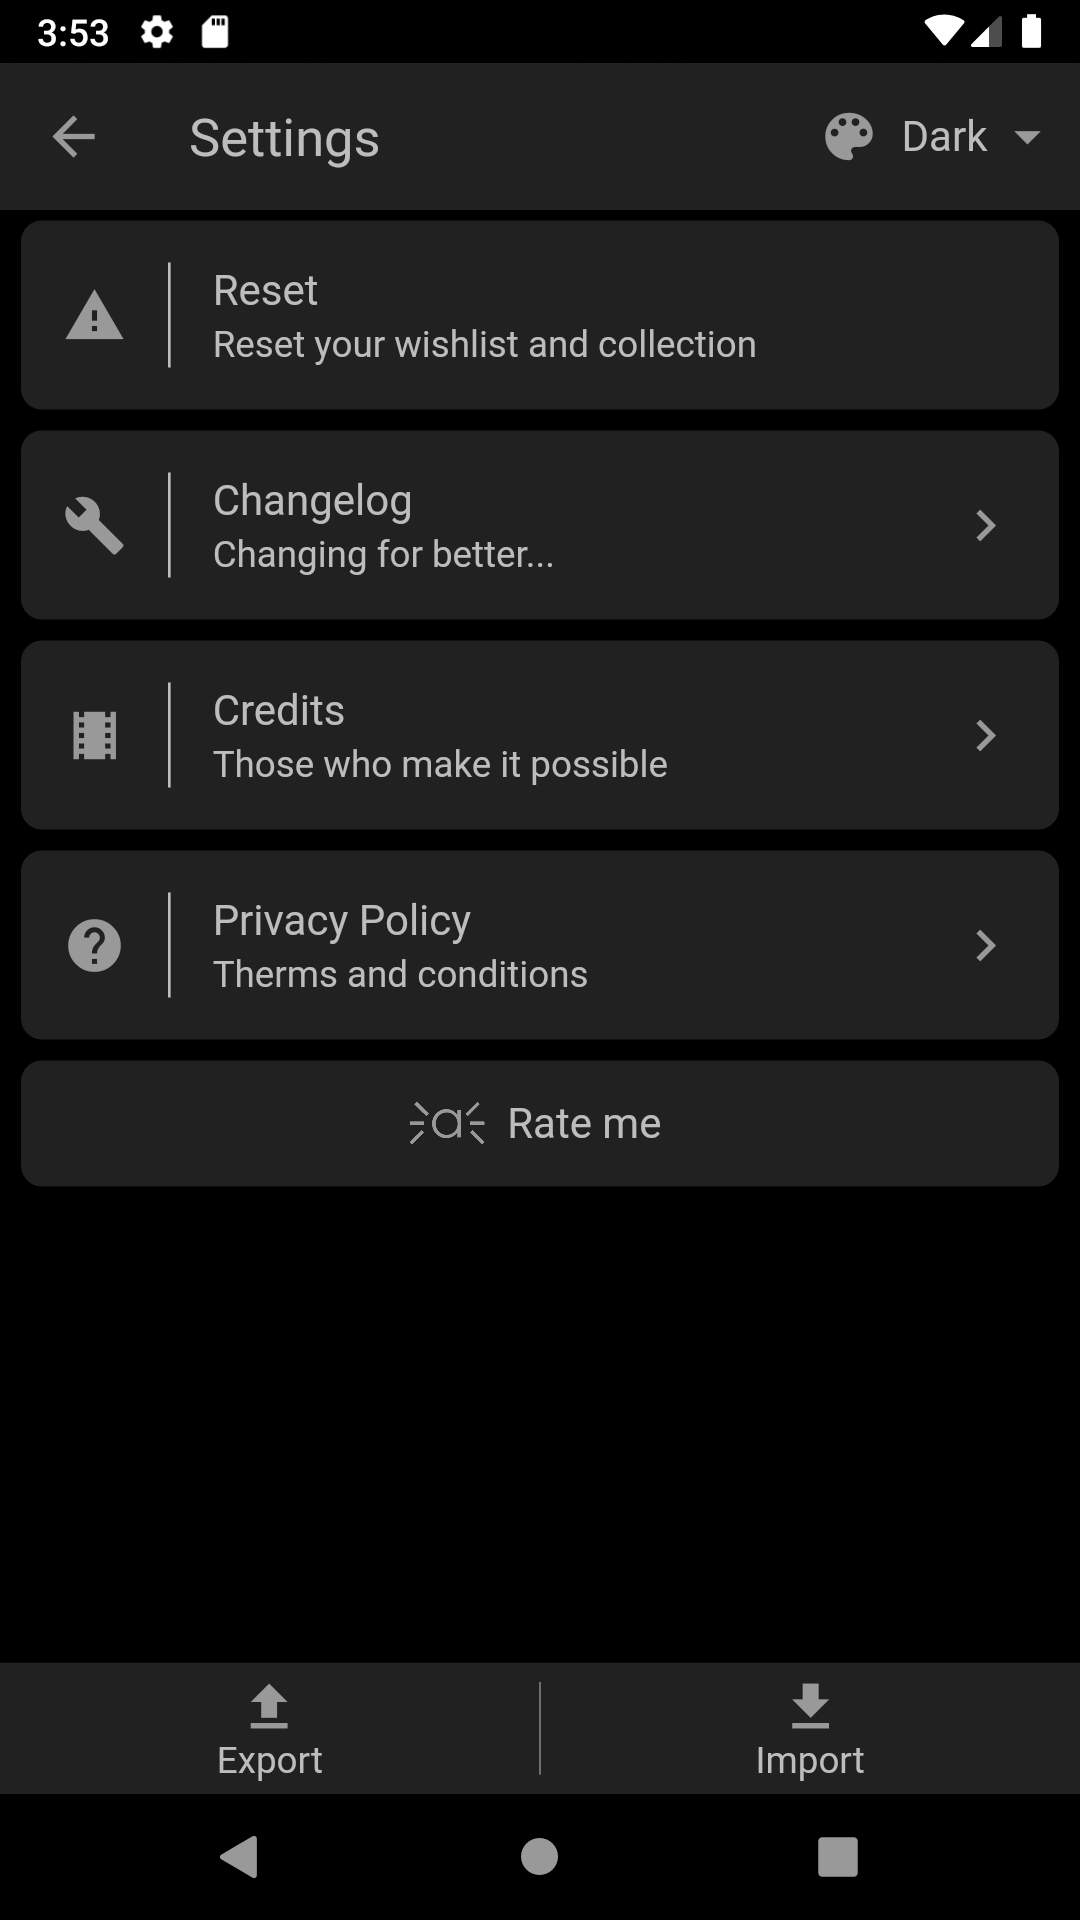 3:53
Settings
Dark
Reset
Reset your wishlist and collection
Changelog
Changing for better...
Credits
Those who make it possible
Privacy Policy
Therms and conditions
Rate me
Export
Import